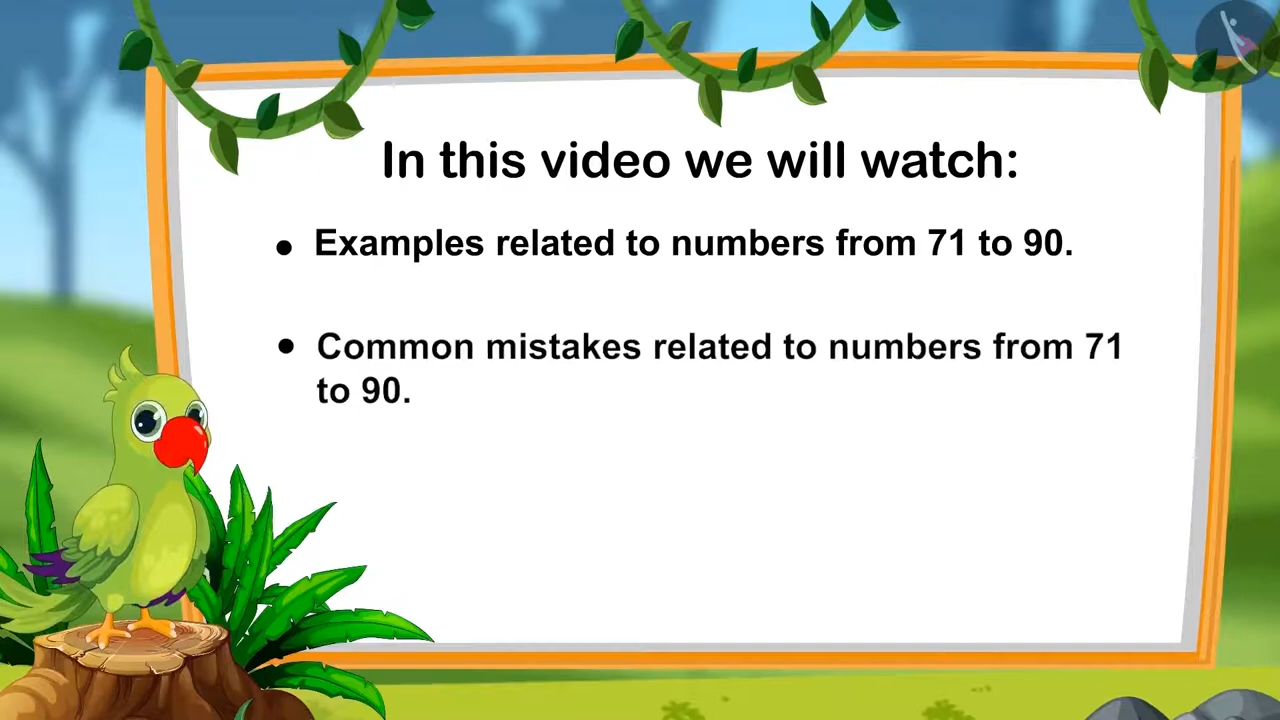 In this video we will watch:
• Examples related to numbers from 71 to 90.
• Common mistakes related to numbers from 71
to 90.